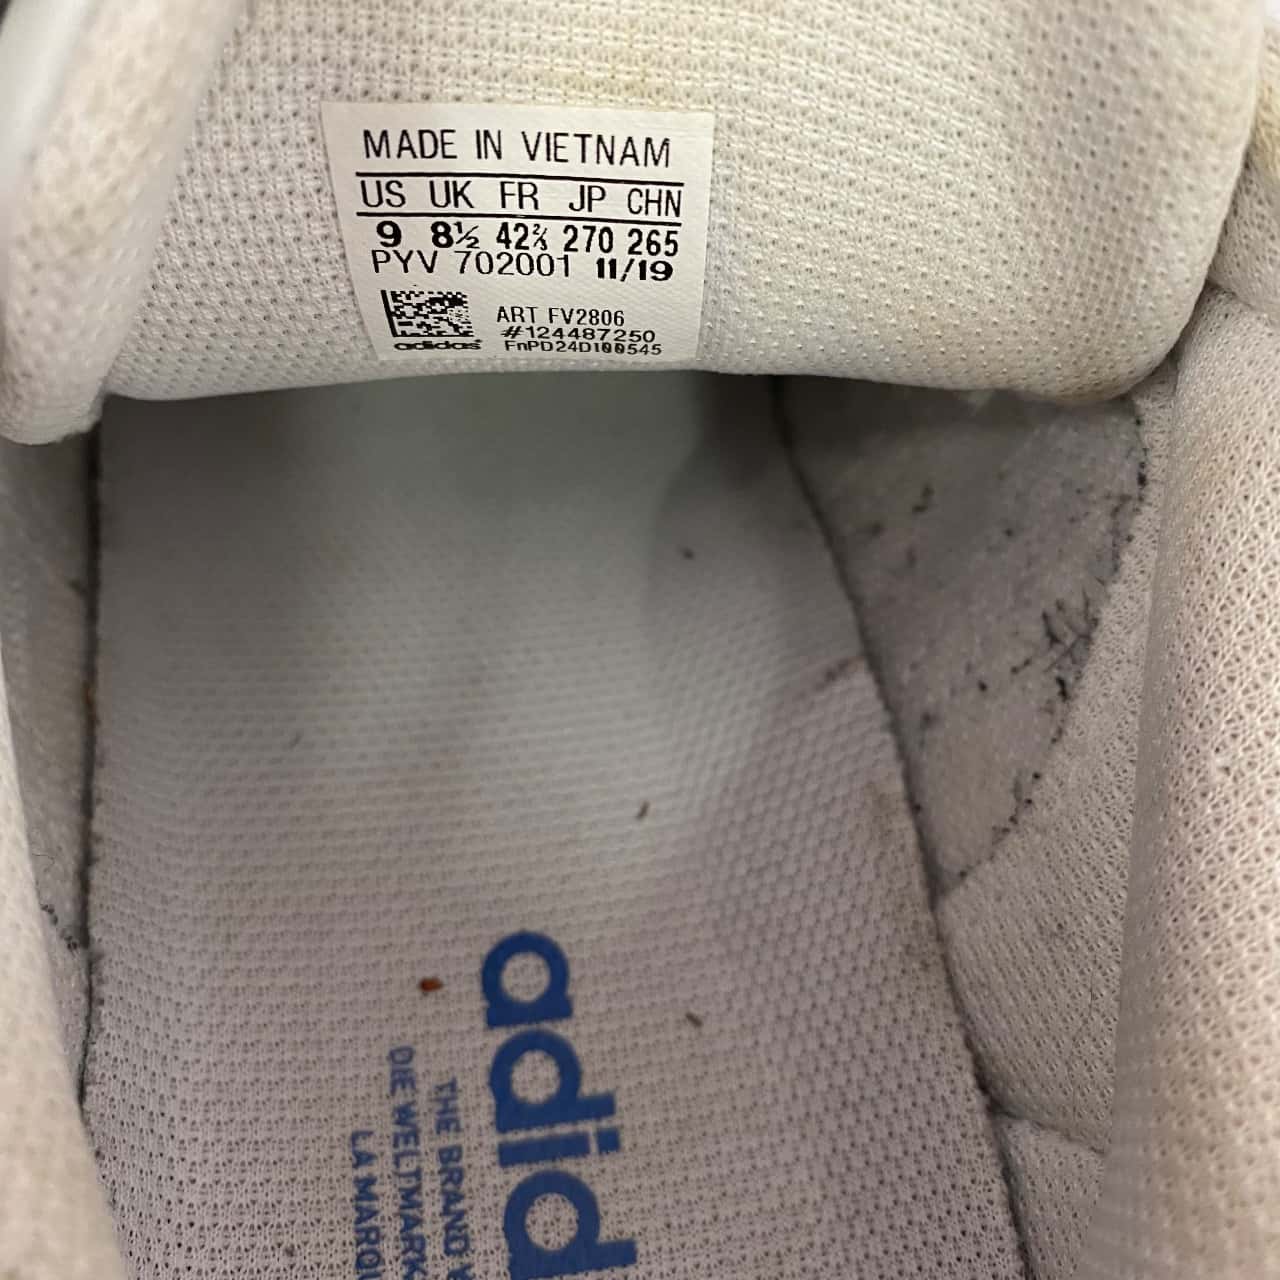 MADE IN VIETNAM
US UK FR JP CHN
9 8½ 42⅔ 270 265
PYV 702001 11/19
ART FV2806
#124487250
adidas FnPD24D100545
adid
THE BRAND
DIE WELTMARK
LA MARQU